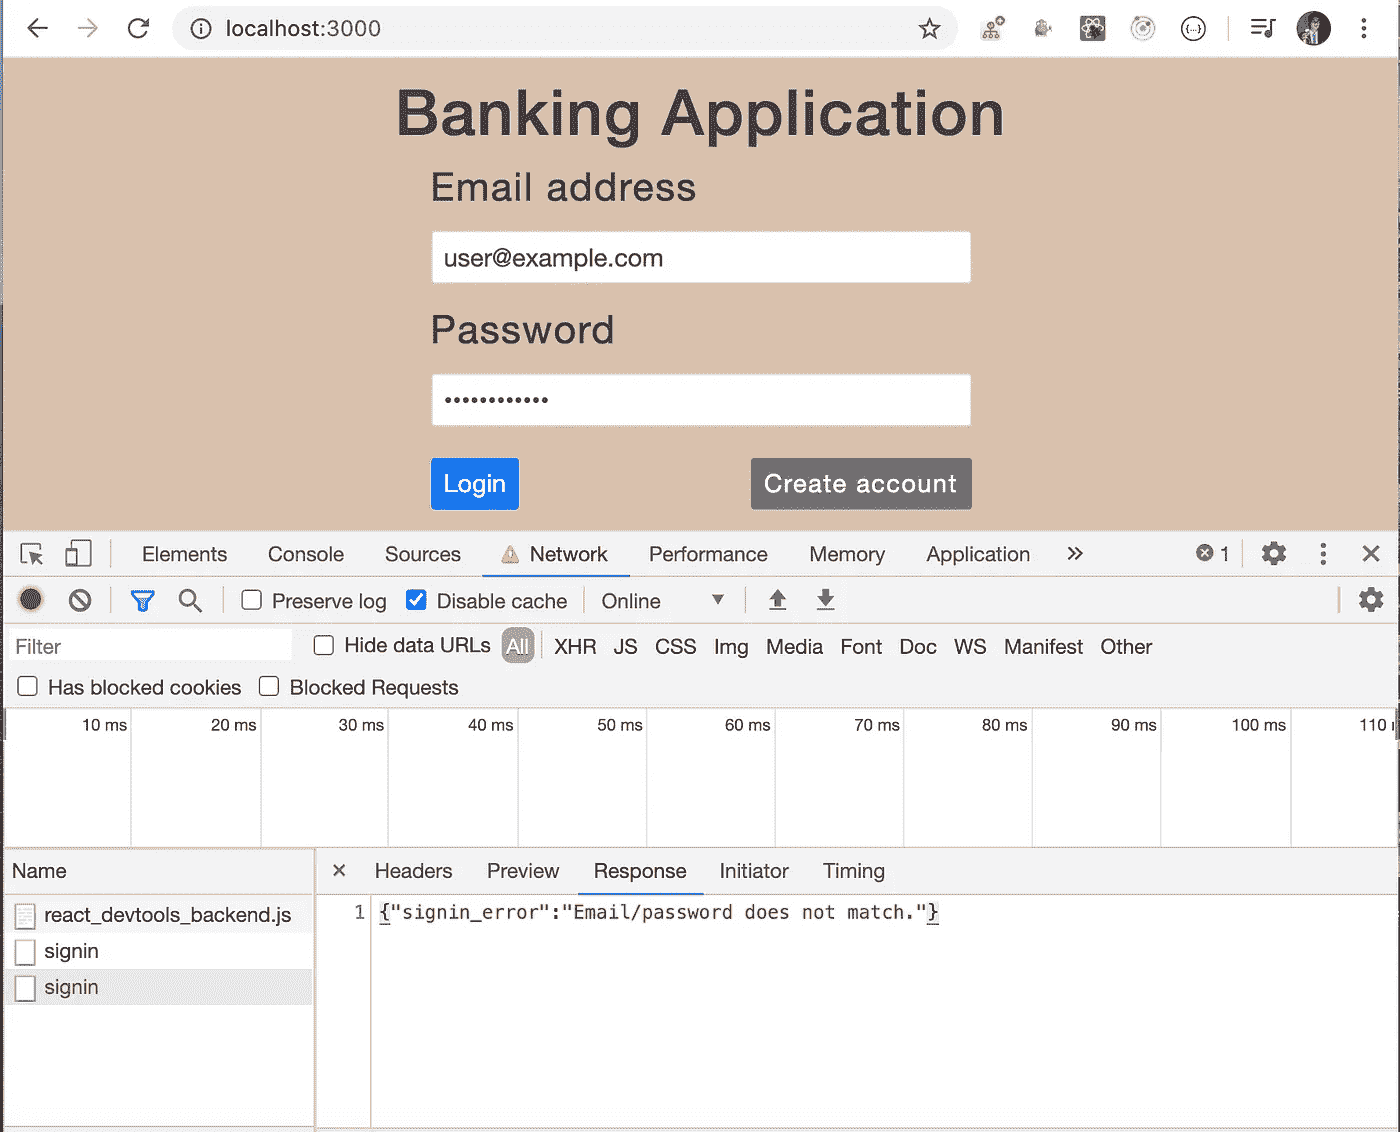 localhost:3000
Banking Application
Email address
user@example.com
Password
••••••••••••
Login Create account
Elements Console Sources Network Performance Memory Application » 1
Preserve log Disable cache Online
Filter Hide data URLs All XHR JS CSS Img Media Font Doc WS Manifest Other
Has blocked cookies Blocked Requests
10 ms 20 ms 30 ms 40 ms 50 ms 60 ms 70 ms 80 ms 90 ms 100 ms 110
Name × Headers Preview Response Initiator Timing
react_devtools_backend.js 1 {"signin_error":"Email/password does not match."}
signin
signin